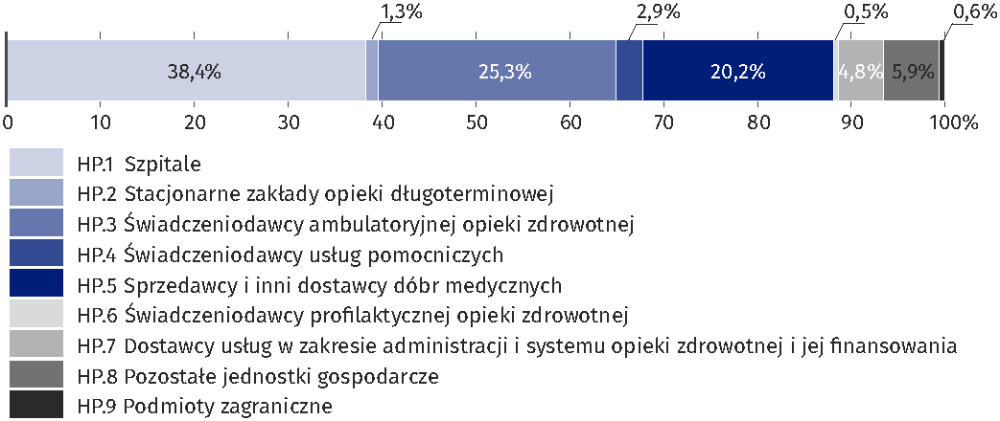 1,3% 2,9% 0,5% 0,6%
38,4% 25,3% 20,2% 4,8% 5,9%
0 10 20 30 40 50 60 70 80 90 100%
HP.1 Szpitale
HP.2 Stacjonarne zakłady opieki długoterminowej
HP.3 Świadczeniodawcy ambulatoryjnej opieki zdrowotnej
HP.4 Świadczeniodawcy usług pomocniczych
HP.5 Sprzedawcy i inni dostawcy dóbr medycznych
HP.6 Świadczeniodawcy profilaktycznej opieki zdrowotnej
HP.7 Dostawcy usług w zakresie administracji i systemu opieki zdrowotnej i jej finansowania
HP.8 Pozostałe jednostki gospodarcze
HP.9 Podmioty zagraniczne